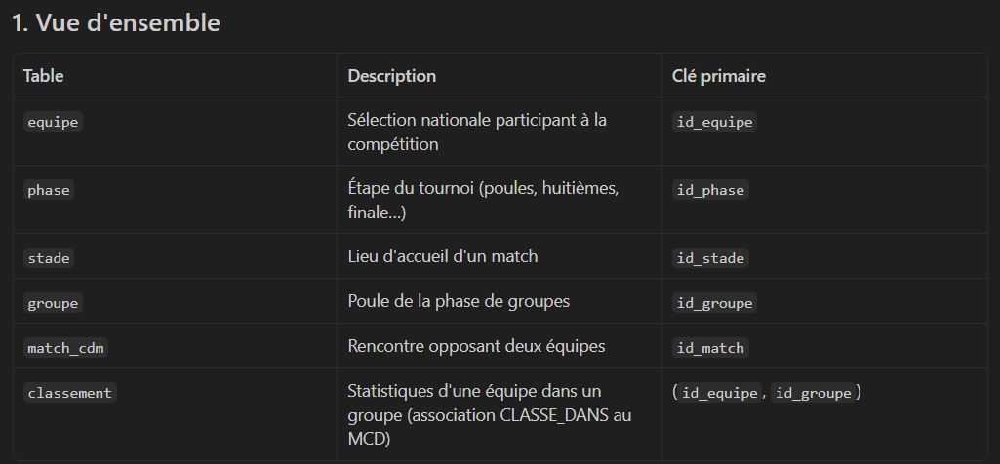 1. Vue d'ensemble
Table Description Clé primaire
equipe Sélection nationale participant à la compétition id_equipe
phase Étape du tournoi (poules, huitièmes, finale…) id_phase
stade Lieu d'accueil d'un match id_stade
groupe Poule de la phase de groupes id_groupe
match_cdm Rencontre opposant deux équipes id_match
classement Statistiques d'une équipe dans un groupe (association CLASSE_DANS au MCD) (id_equipe, id_groupe)